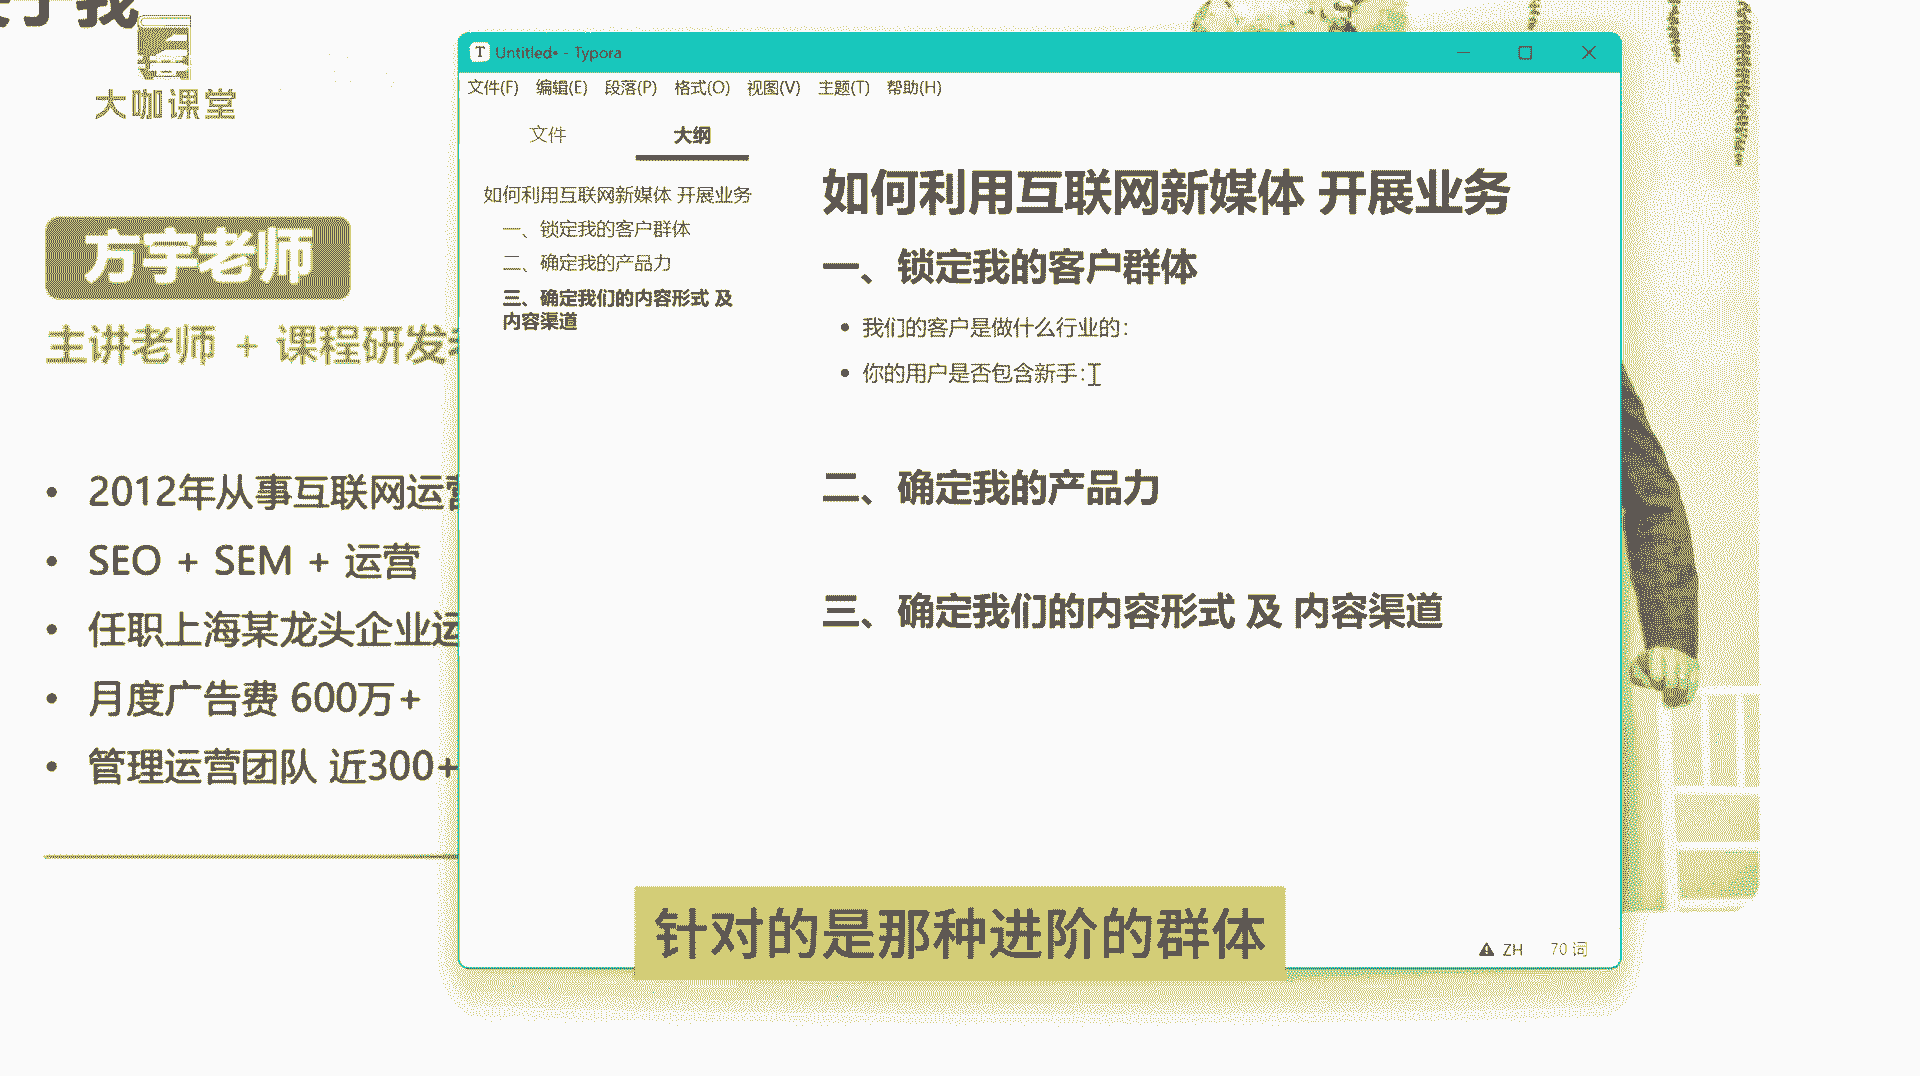 大咖课堂
方宇老师
主讲老师 + 课程研发
2012年从事互联网运
SEO + SEM + 运营
任职上海某龙头企业运
月度广告费 600万+
管理运营团队 近300+
Untitled• - Typora
文件(F) 编辑(E) 段落(P) 格式(O) 视图(V) 主题(T) 帮助(H)
文件 大纲
如何利用互联网新媒体 开展业务
一、锁定我的客户群体
二、确定我的产品力
三、确定我们的内容形式 及
内容渠道
如何利用互联网新媒体 开展业务
一、锁定我的客户群体
我们的客户是做什么行业的：
你的用户是否包含新手：
二、确定我的产品力
三、确定我们的内容形式 及 内容渠道
ZH 70 词
针对的是那种进阶的群体